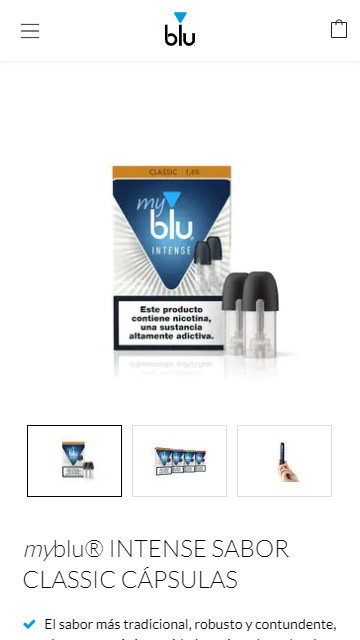 blu
CLASSIC 1,6%
my
blu
INTENSE
Este producto
contiene nicotina,
una sustancia
altamente adictiva.
myblu® INTENSE SABOR
CLASSIC CÁPSULAS
El sabor más tradicional, robusto y contundente,